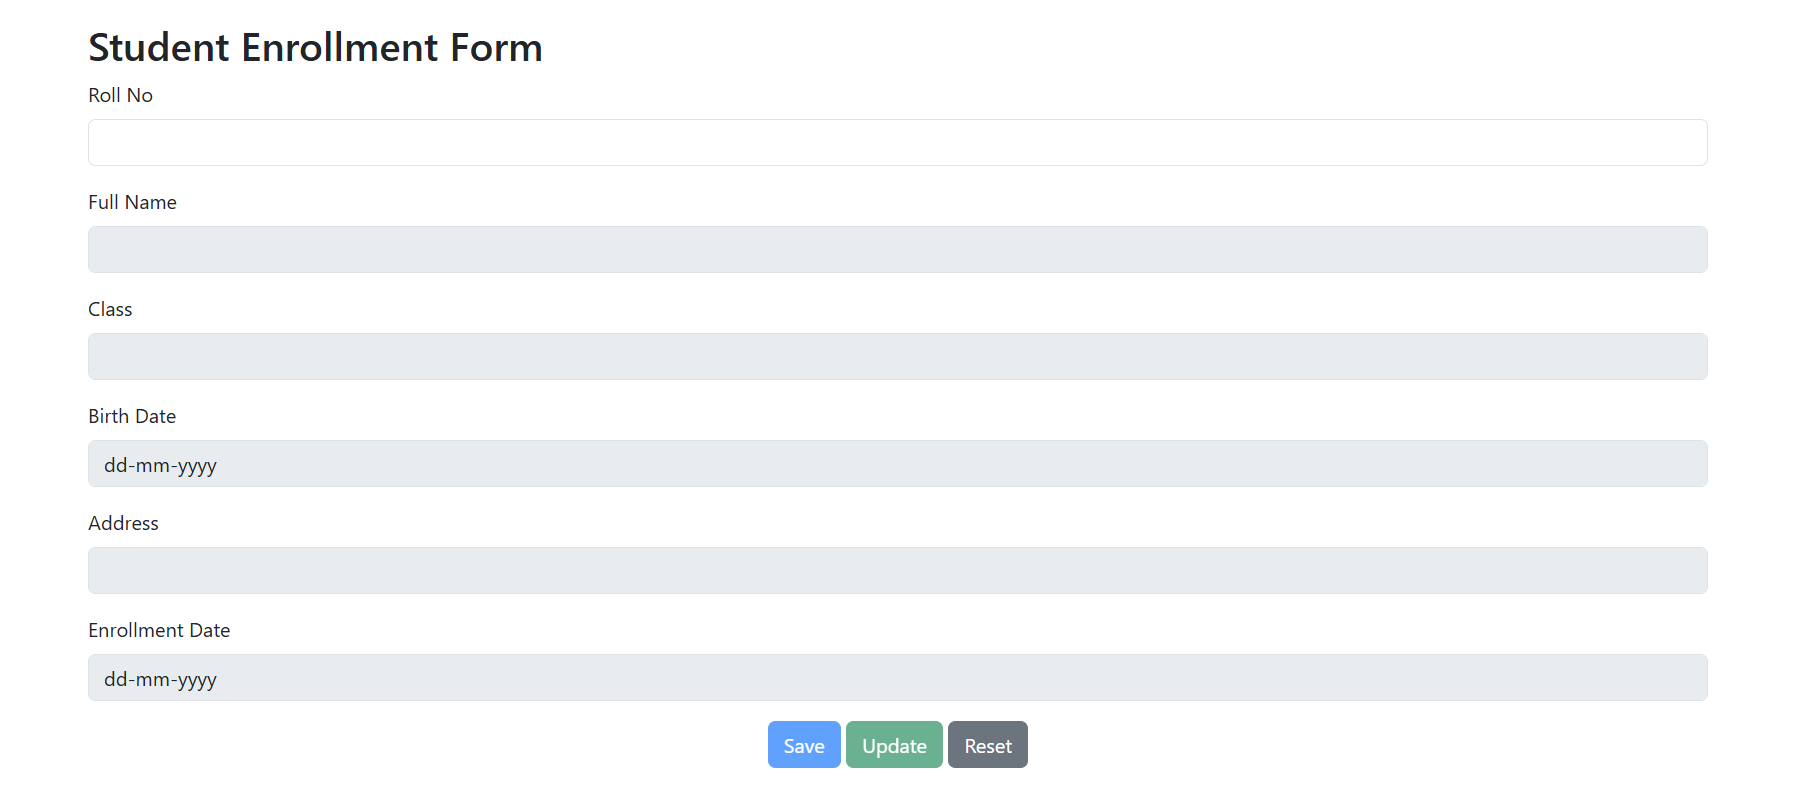 Student Enrollment Form
Roll No
Full Name
Class
Birth Date
dd-mm-yyyy
Address
Enrollment Date
dd-mm-yyyy
Save Update Reset